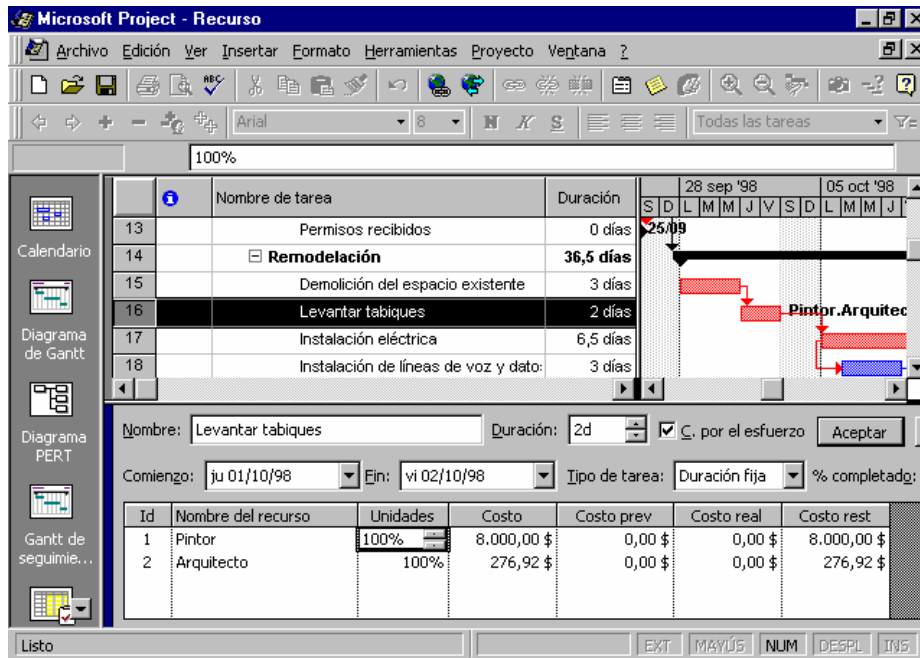 Microsoft Project - Recurso
Archivo Edición Ver Insertar Formato Herramientas Proyecto Ventana ?
ABC
Arial 8 N K S Todas las tareas
100%
Nombre de tarea Duración 28 sep '98 05 oct '98
S D L M M J V S D L M M J
13 Permisos recibidos 0 días 25/09
14 Remodelación 36,5 días
15 Demolición del espacio existente 3 días
16 Levantar tabiques 2 días Pintor.Arquitec
17 Instalación eléctrica 6,5 días
18 Instalación de líneas de voz y dato: 3 días
Calendario
Diagrama
de Gantt
Diagrama
PERT
Gantt de
seguimie...
Nombre: Levantar tabiques Duración: 2d C. por el esfuerzo Aceptar
Comienzo: ju 01/10/98 Fin: vi 02/10/98 Tipo de tarea: Duración fija % completado:
Id Nombre del recurso Unidades Costo Costo prev Costo real Costo rest
1 Pintor 100% 8.000,00 $ 0,00 $ 0,00 $ 8.000,00 $
2 Arquitecto 100% 276,92 $ 0,00 $ 0,00 $ 276,92 $
Listo EXT MAYÚS NUM DESPL INS